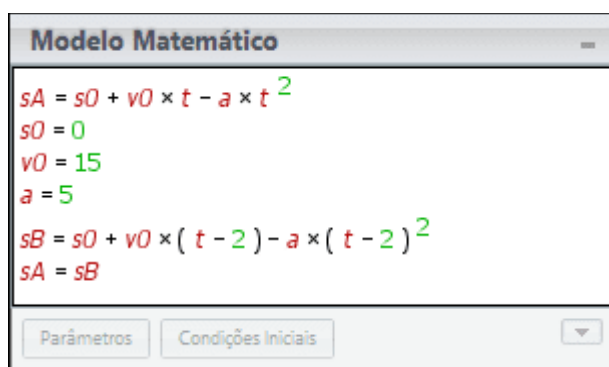 Modelo Matemático
sA = s0 + v0 × t − a × t ²
s0 = 0
v0 = 15
a = 5
sB = s0 + v0 × ( t − 2 ) − a × ( t − 2 ) ²
sA = sB
Parâmetros Condições Iniciais